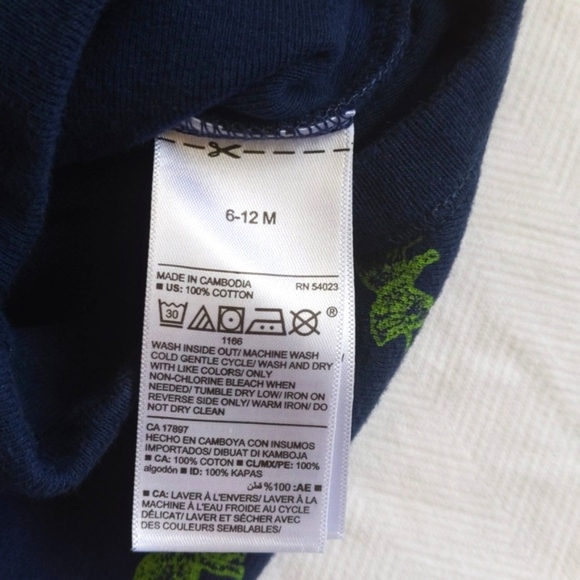 6-12 M
MADE IN CAMBODIA RN 54023
■ US: 100% COTTON
30
®
1166
WASH INSIDE OUT/ MACHINE WASH
COLD GENTLE CYCLE/ WASH AND DRY
WITH LIKE COLORS/ ONLY
NON-CHLORINE BLEACH WHEN
NEEDED/ TUMBLE DRY LOW/ IRON ON
REVERSE SIDE ONLY/ WARM IRON/ DO
NOT DRY CLEAN
CA 17897
HECHO EN CAMBOYA CON INSUMOS
IMPORTADOS/ DIBUAT DI KAMBOJA
■ CA: 100% COTON ■ CL/MX/PE: 100%
algodón ■ ID: 100% KAPAS
■ AE: 100% قطن
■ CA: LAVER À L'ENVERS/ LAVER À LA
MACHINE À L'EAU FROIDE AU CYCLE
DÉLICAT/ LAVER ET SÉCHER AVEC
DES COULEURS SEMBLABLES/